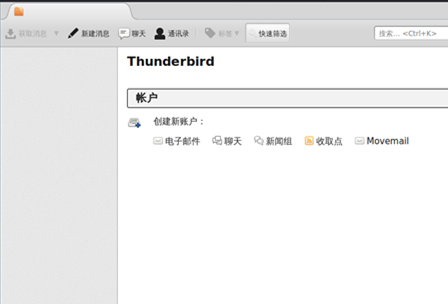 获取消息 新建消息 聊天 通讯录 标签 快速筛选 搜索... <Ctrl+K>
Thunderbird
帐户
创建新账户：
电子邮件 聊天 新闻组 收取点 Movemail